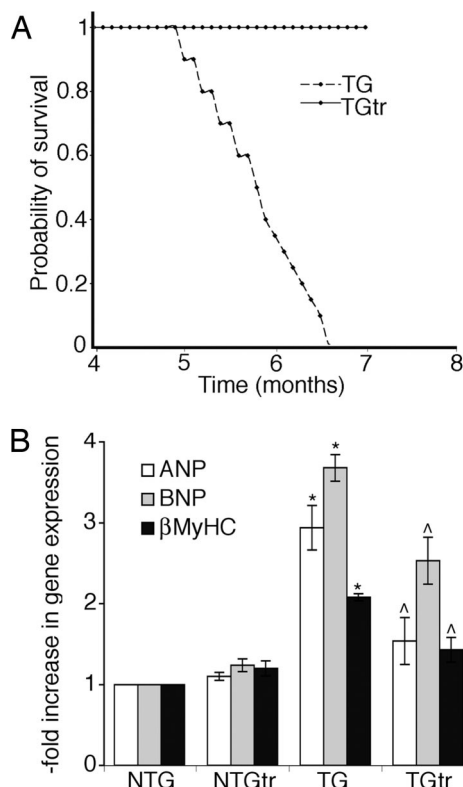 A
Probability of survival
1
0.8
0.6
0.4
0.2
0
TG
TGtr
4 5 6 7 8
Time (months)
B
-fold increase in gene expression
4
3
2
1
0
ANP
BNP
βMyHC
* * *
^ ^ ^
NTG NTGtr TG TGtr